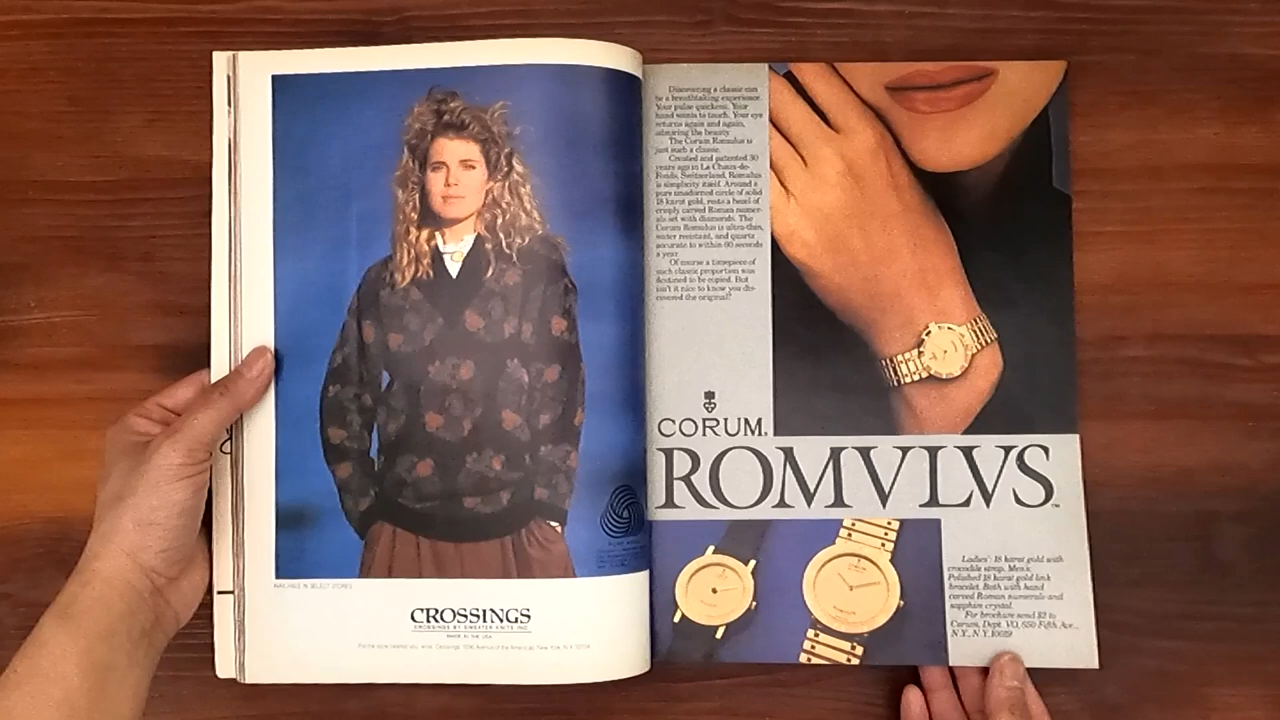 AVAILABLE IN SELECT STORES
CROSSINGS
CROSSINGS BY SWEATER KNITS INC.
MADE IN THE USA
Discovering a classic can
be a breathtaking experience.
Your pulse quickens. Your
hand wants to touch. Your eye
returns again and again,
admiring the beauty.
The Corum Romulus is
just such a classic.
Created and patented 30
years ago in La Chaux-de-
Fonds, Switzerland, Romulus
is simplicity itself. Around a
pure unadorned circle of solid
18 karat gold, rests a bezel of
crisply carved Roman numer-
als set with diamonds. The
Corum Romulus is ultra-thin,
water resistant, and quartz
accurate to within 60 seconds
a year.
Of course a timepiece of
such classic proportion was
destined to be copied. But
isn't it nice to know you dis-
covered the original?
CORUM.
ROMVLVS™
Ladies': 18 karat gold with
crocodile strap. Men's:
Polished 18 karat gold link
bracelet. Both with hand
carved Roman numerals and
sapphire crystal.
For brochure send $2 to
Corum, Dept. VO, 650 Fifth Ave.,
N.Y., N.Y. 10019